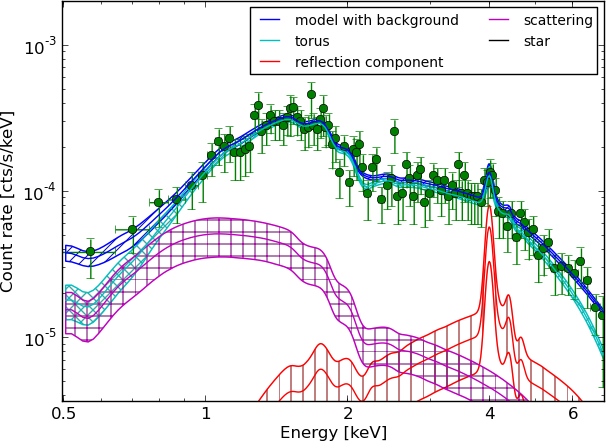 model with background
torus
reflection component
scattering
star
Count rate [cts/s/keV]
10⁻³
10⁻⁴
10⁻⁵
0.5 1 2 4 6
Energy [keV]